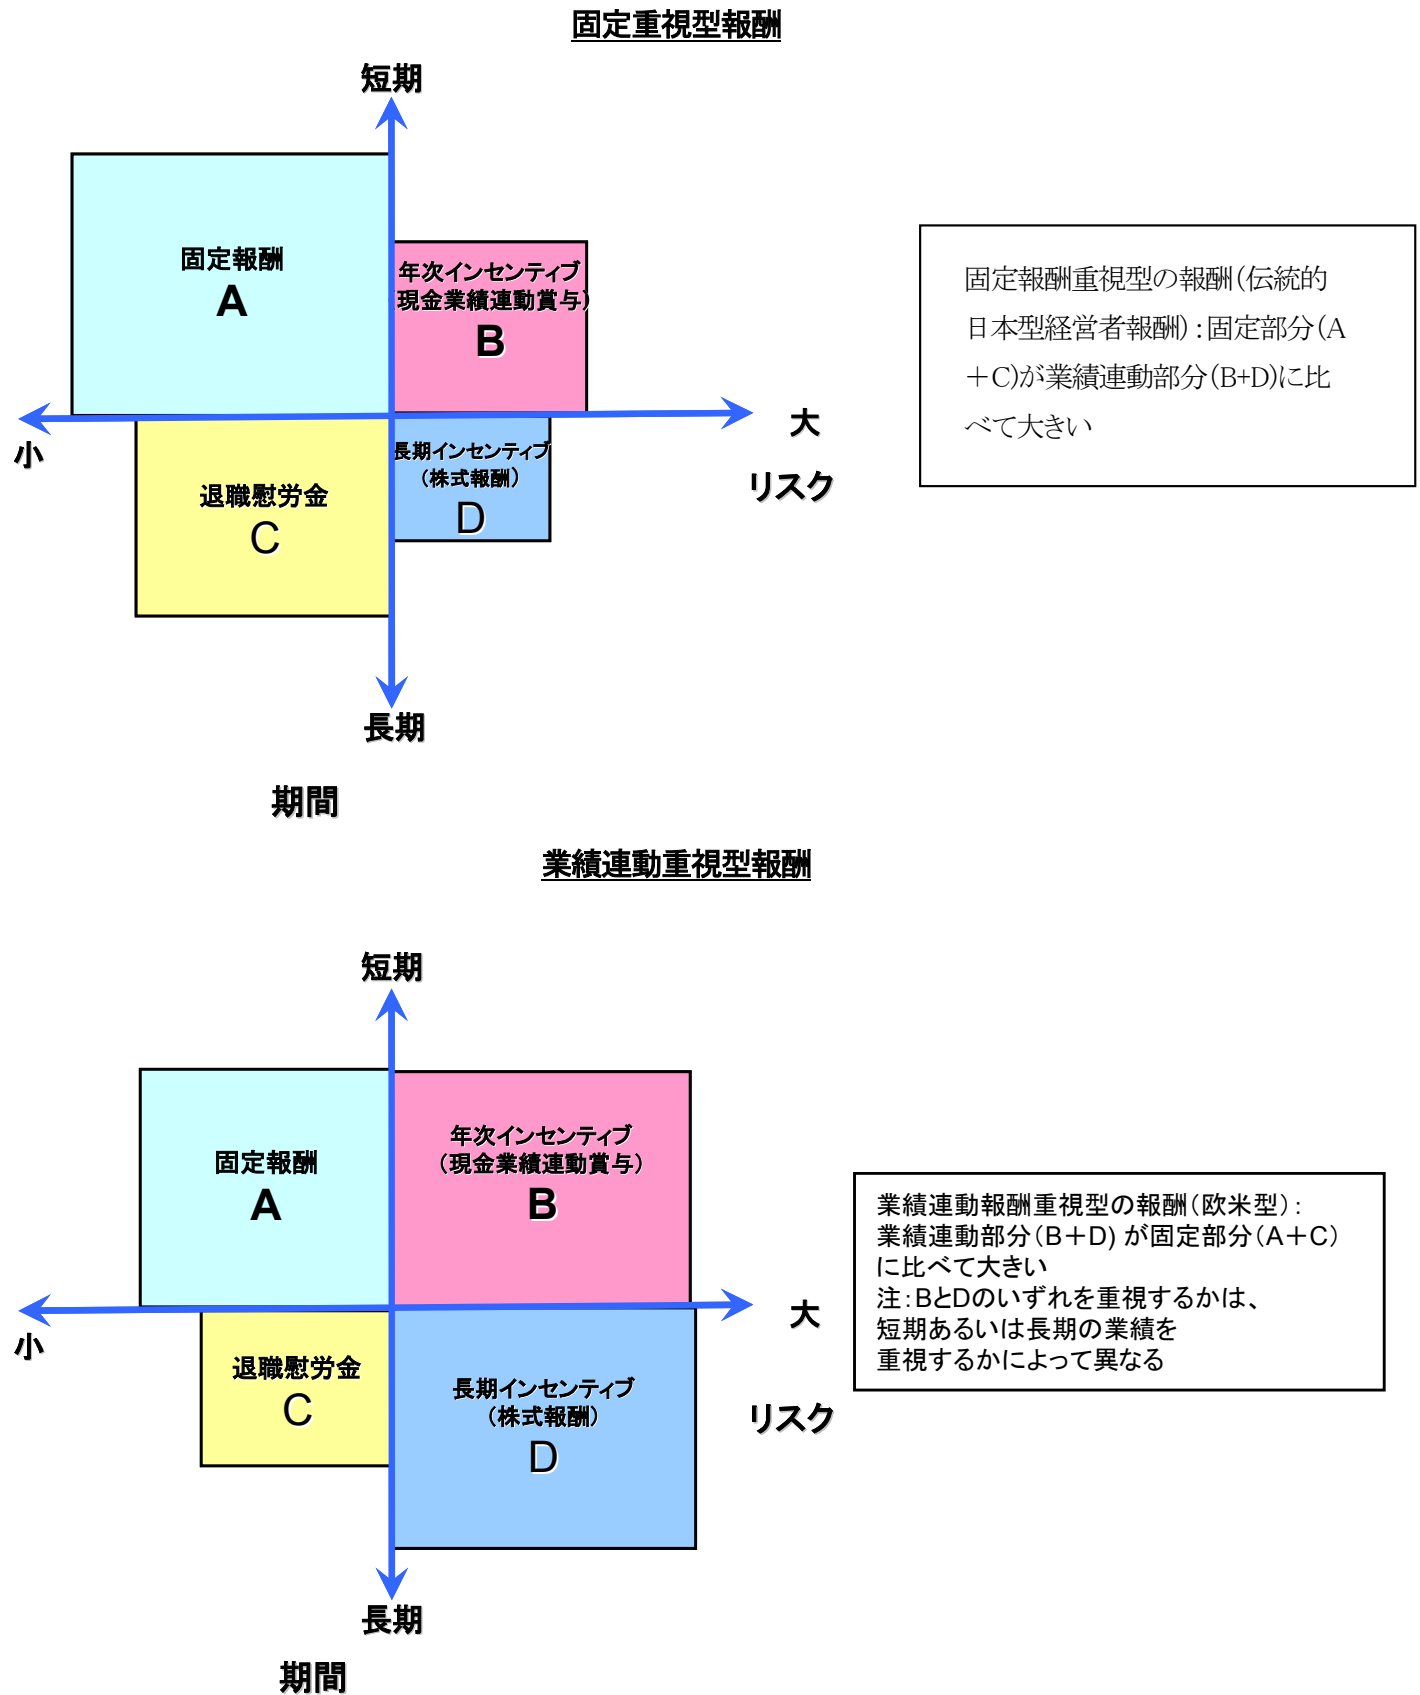 固定重視型報酬
短期
固定報酬
A
年次インセンティブ
（現金業績連動賞与）
B
固定報酬重視型の報酬（伝統的
日本型経営者報酬）：固定部分（A
＋C)が業績連動部分（B+D)に比
べて大きい
小
大
リスク
退職慰労金
C
長期インセンティブ
（株式報酬）
D
長期
期間
業績連動重視型報酬
短期
固定報酬
A
年次インセンティブ
（現金業績連動賞与）
B
業績連動報酬重視型の報酬（欧米型）：
業績連動部分（B＋D) が固定部分（A＋C）
に比べて大きい
注：BとDのいずれを重視するかは、
短期あるいは長期の業績を
重視するかによって異なる
小
大
リスク
退職慰労金
C
長期インセンティブ
（株式報酬）
D
長期
期間